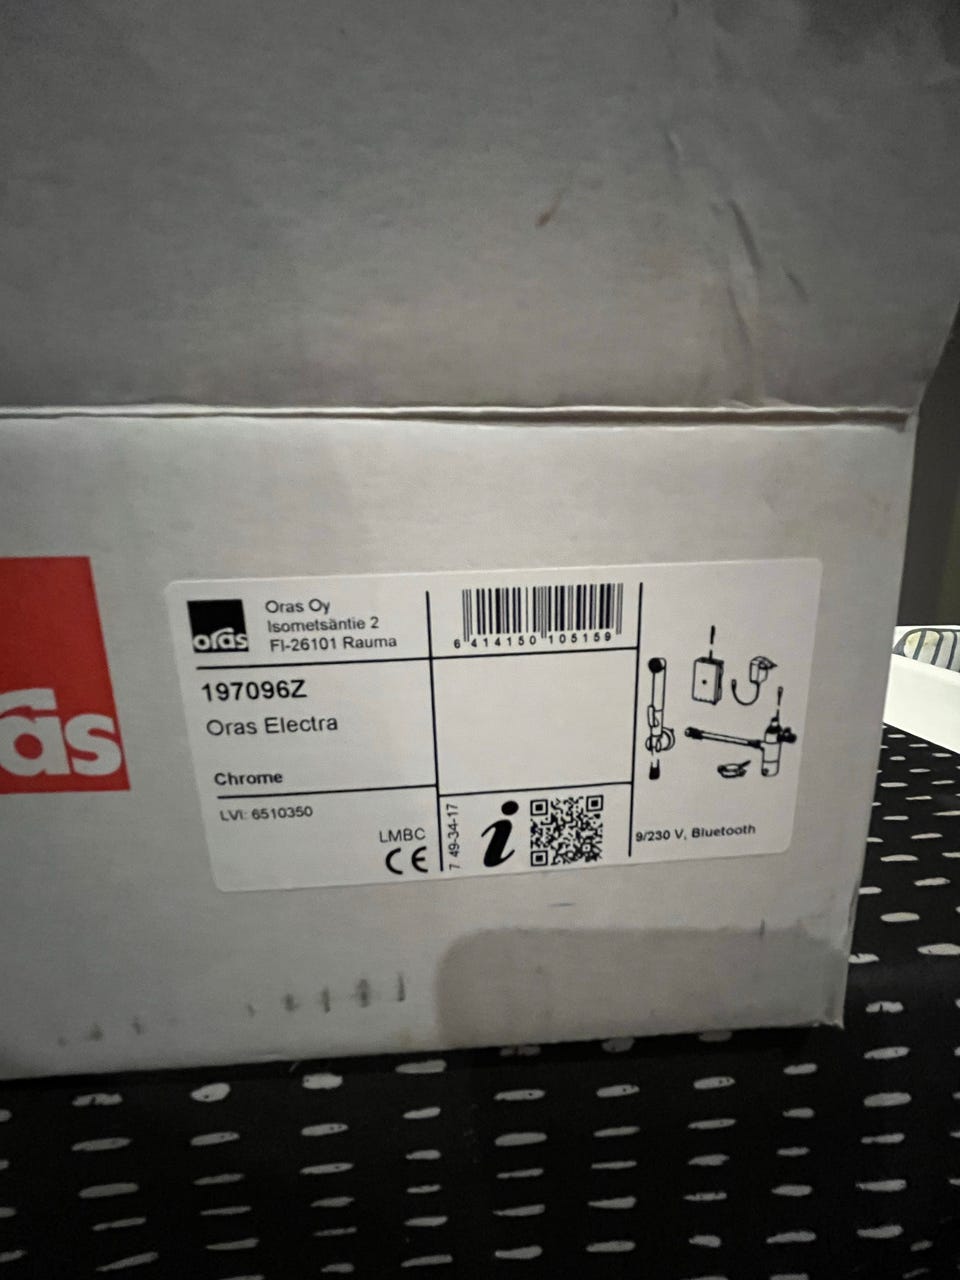 as
oras
Oras Oy
Isometsäntie 2
FI-26101 Rauma
6 414150 105159
197096Z
Oras Electra
Chrome
LVI: 6510350
LMBC
CE
7 49-34-17
i
9/230 V, Bluetooth